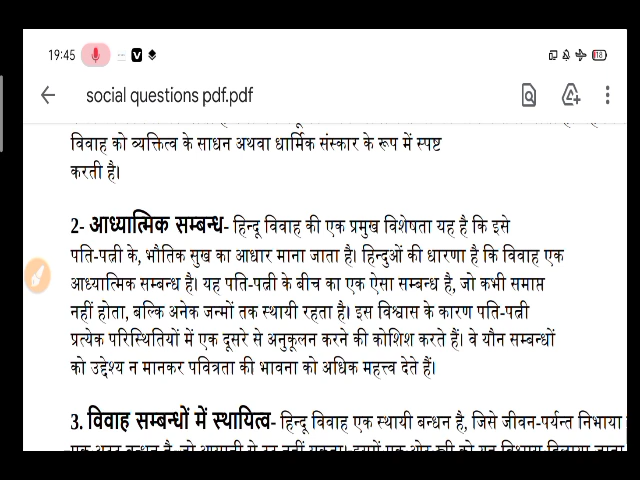 19:45
18
social questions pdf.pdf
विवाह को व्यक्तित्व के साधन अथवा धार्मिक संस्कार के रूप में स्पष्ट
करती है।
2- आध्यात्मिक सम्बन्ध- हिन्दू विवाह की एक प्रमुख विशेषता यह है कि इसे
पति-पत्नी के, भौतिक सुख का आधार माना जाता है। हिन्दुओं की धारणा है कि विवाह एक
आध्यात्मिक सम्बन्ध है। यह पति-पत्नी के बीच का एक ऐसा सम्बन्ध है, जो कभी समाप्त
नहीं होता, बल्कि अनेक जन्मों तक स्थायी रहता है। इस विश्वास के कारण पति-पत्नी
प्रत्येक परिस्थितियों में एक दूसरे से अनुकूलन करने की कोशिश करते हैं। वे यौन सम्बन्धों
को उद्देश्य न मानकर पवित्रता की भावना को अधिक महत्त्व देते हैं।
3. विवाह सम्बन्धों में स्थायित्व- हिन्दू विवाह एक स्थायी बन्धन है, जिसे जीवन-पर्यन्त निभाया